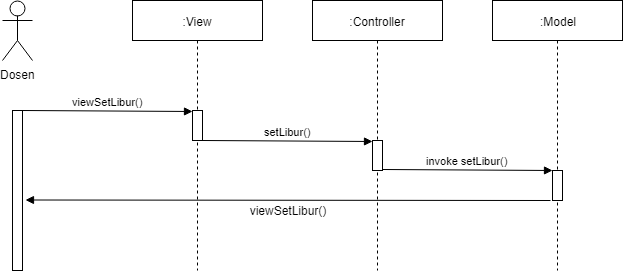 :View
:Controller
:Model
Dosen
viewSetLibur()
setLibur()
invoke setLibur()
viewSetLibur()